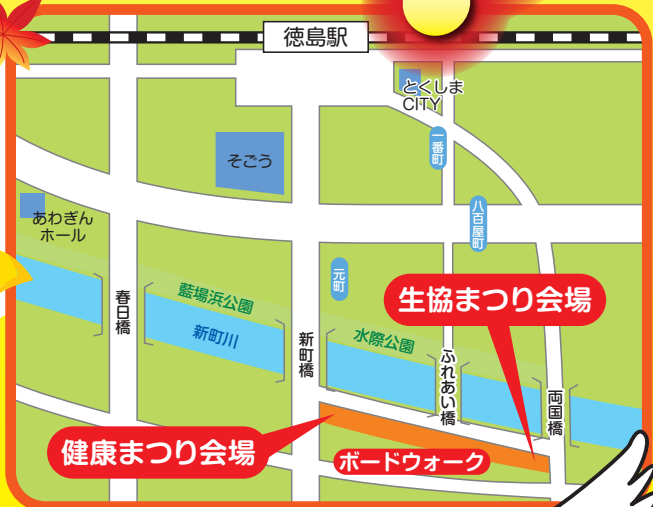 徳島駅
とくしま
CITY
一番町
そごう
八百屋町
あわぎん
ホール
元町
藍場浜公園
生協まつり会場
春日橋
新町川
新町橋
水際公園
ふれあい橋
両国橋
健康まつり会場
ボードウォーク